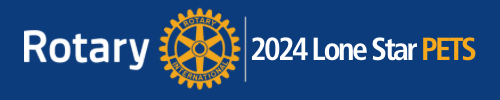 Rotary
ROTARY
INTERNATIONAL
2024 Lone Star PETS